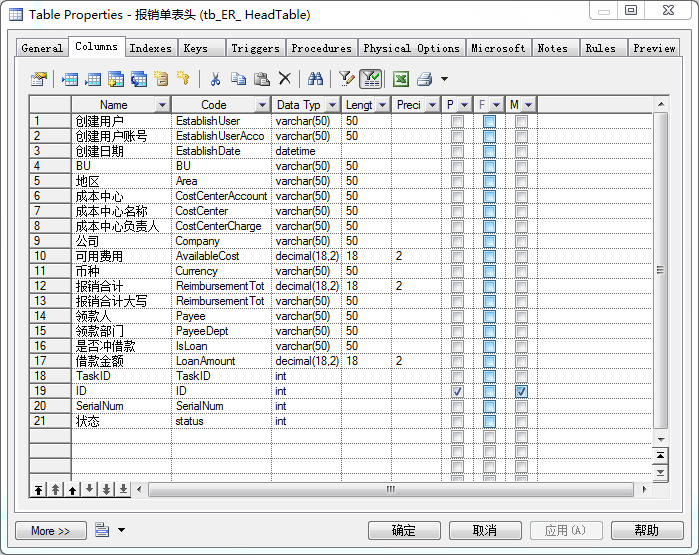 Table Properties - 报销单表头 (tb_ER_ HeadTable)
General Columns Indexes Keys Triggers Procedures Physical Options Microsoft Notes Rules Preview
Name Code Data Typ Lengt Preci P F M
1 创建用户 EstablishUser varchar(50) 50
2 创建用户账号 EstablishUserAcco varchar(50) 50
3 创建日期 EstablishDate datetime
4 BU BU varchar(50) 50
5 地区 Area varchar(50) 50
6 成本中心 CostCenterAccount varchar(50) 50
7 成本中心名称 CostCenter varchar(50) 50
8 成本中心负责人 CostCenterCharge varchar(50) 50
9 公司 Company varchar(50) 50
10 可用费用 AvailableCost decimal(18,2) 18 2
11 币种 Currency varchar(50) 50
12 报销合计 ReimbursementTot decimal(18,2) 18 2
13 报销合计大写 ReimbursementTot varchar(50) 50
14 领款人 Payee varchar(50) 50
15 领款部门 PayeeDept varchar(50) 50
16 是否冲借款 IsLoan varchar(50) 50
17 借款金额 LoanAmount decimal(18,2) 18 2
18 TaskID TaskID int
19 ID ID int
20 SerialNum SerialNum int
21 状态 status int
More >> 确定 取消 应用(A) 帮助